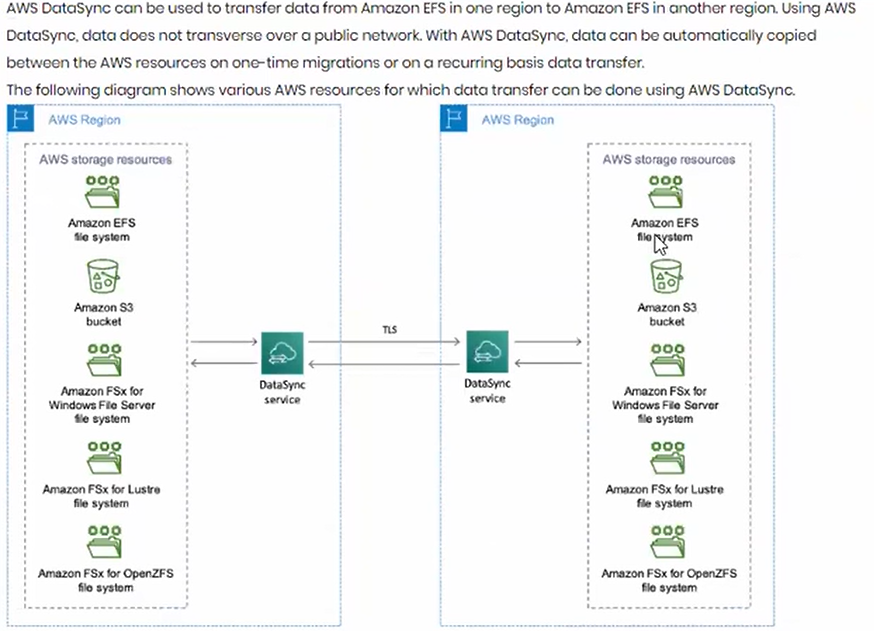 AWS DataSync can be used to transfer data from Amazon EFS in one region to Amazon EFS in another region. Using AWS
DataSync, data does not transverse over a public network. With AWS DataSync, data can be automatically copied
between the AWS resources on one-time migrations or on a recurring basis data transfer.
The following diagram shows various AWS resources for which data transfer can be done using AWS DataSync.
AWS Region
AWS storage resources
Amazon EFS
file system
Amazon S3
bucket
Amazon FSx for
Windows File Server
file system
Amazon FSx for Lustre
file system
Amazon FSx for OpenZFS
file system
DataSync
service
TLS
AWS Region
DataSync
service
AWS storage resources
Amazon EFS
file system
Amazon S3
bucket
Amazon FSx for
Windows File Server
file system
Amazon FSx for Lustre
file system
Amazon FSx for OpenZFS
file system